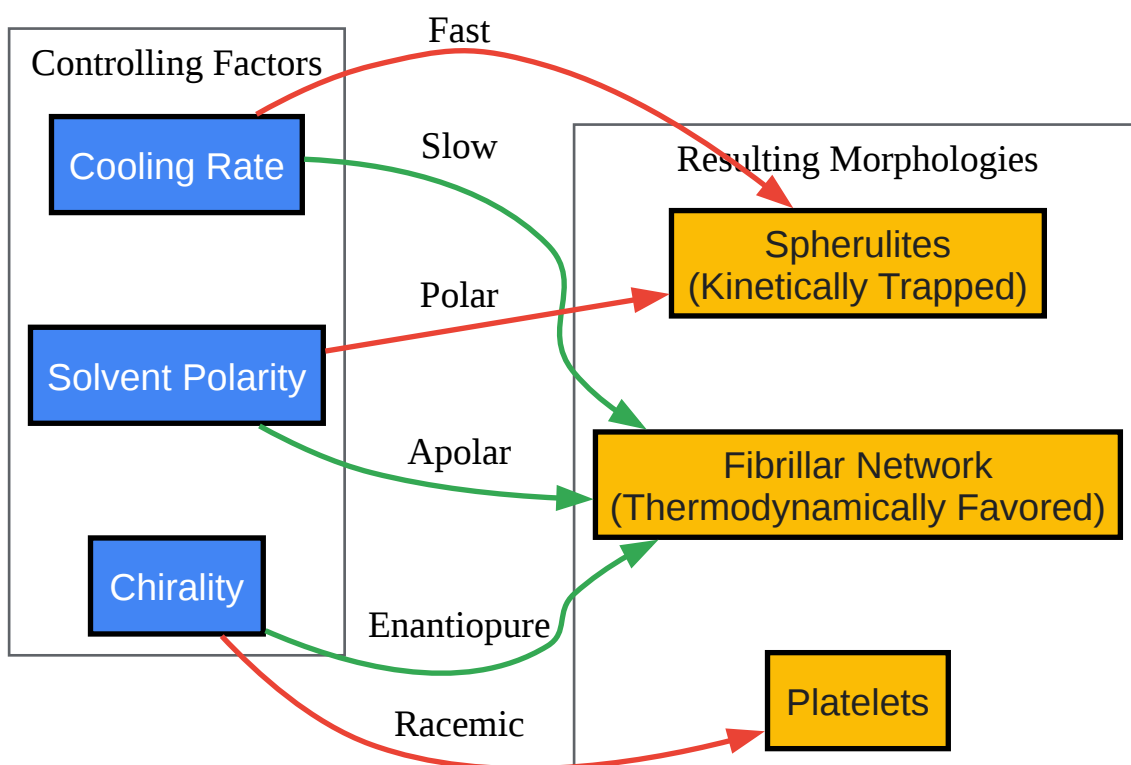 Controlling Factors
Cooling Rate
Solvent Polarity
Chirality
Fast
Slow
Polar
Apolar
Enantiopure
Racemic
Resulting Morphologies
Spherulites
(Kinetically Trapped)
Fibrillar Network
(Thermodynamically Favored)
Platelets